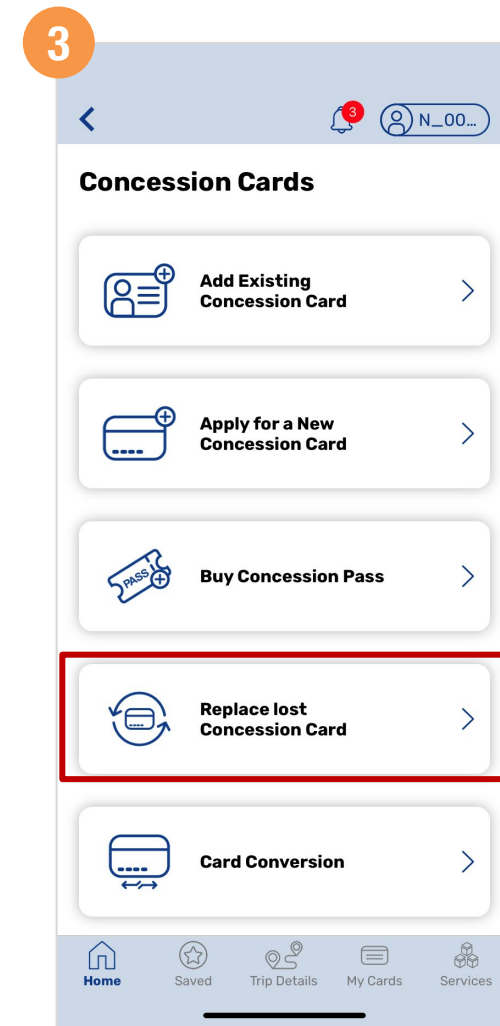 3
3
N_00...
Concession Cards
Add Existing
Concession Card
Apply for a New
Concession Card
PASS
Buy Concession Pass
Replace lost
Concession Card
Card Conversion
Home
Saved
Trip Details
My Cards
Services